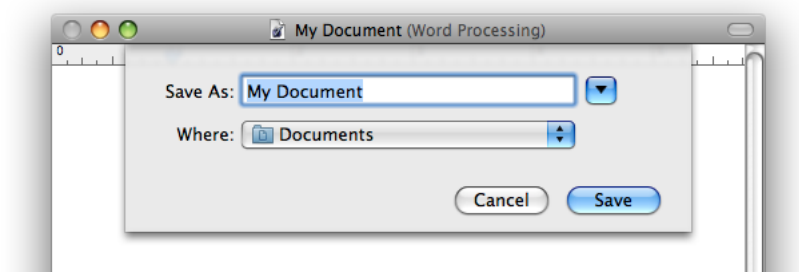 My Document (Word Processing)
0
Save As: My Document
Where: Documents
Cancel Save